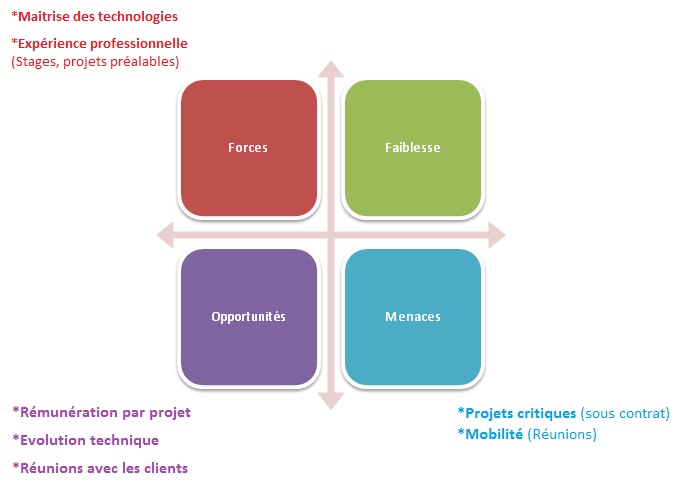 *Maitrise des technologies
*Expérience professionnelle
(Stages, projets préalables)
Forces
Faiblesse
Opportunités
Menaces
*Rémunération par projet
*Evolution technique
*Réunions avec les clients
*Projets critiques (sous contrat)
*Mobilité (Réunions)